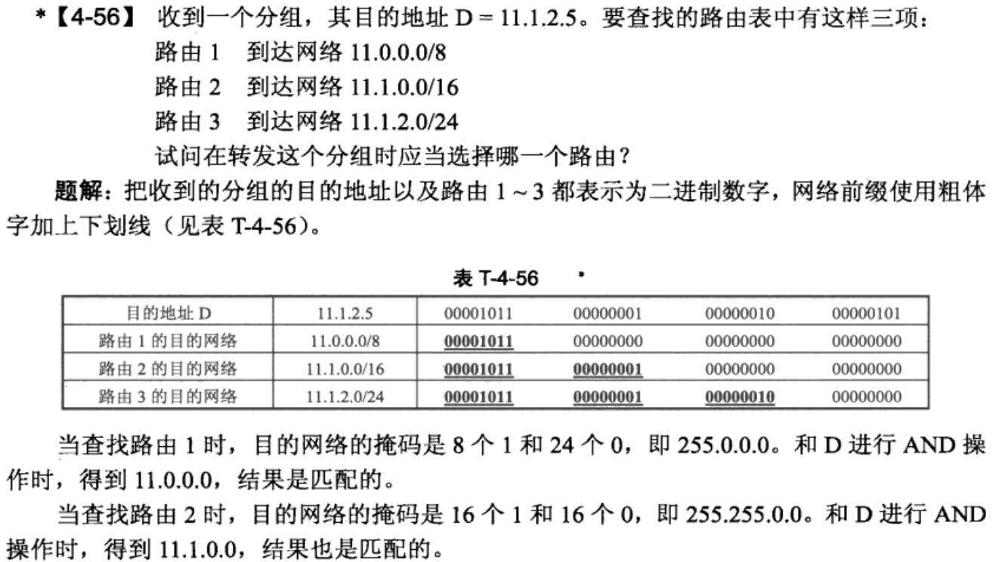 *【4-56】 收到一个分组，其目的地址 D = 11.1.2.5。要查找的路由表中有这样三项：
路由 1 到达网络 11.0.0.0/8
路由 2 到达网络 11.1.0.0/16
路由 3 到达网络 11.1.2.0/24
试问在转发这个分组时应当选择哪一个路由？
题解：把收到的分组的目的地址以及路由 1 ~ 3 都表示为二进制数字，网络前缀使用粗体
字加上下划线（见表 T-4-56）。
表 T-4-56
目的地址 D 11.1.2.5 00001011 00000001 00000010 00000101
路由 1 的目的网络 11.0.0.0/8 00001011 00000000 00000000 00000000
路由 2 的目的网络 11.1.0.0/16 00001011 00000001 00000000 00000000
路由 3 的目的网络 11.1.2.0/24 00001011 00000001 00000010 00000000
当查找路由 1 时，目的网络的掩码是 8 个 1 和 24 个 0，即 255.0.0.0。和 D 进行 AND 操
作时，得到 11.0.0.0，结果是匹配的。
当查找路由 2 时，目的网络的掩码是 16 个 1 和 16 个 0，即 255.255.0.0。和 D 进行 AND
操作时，得到 11.1.0.0，结果也是匹配的。